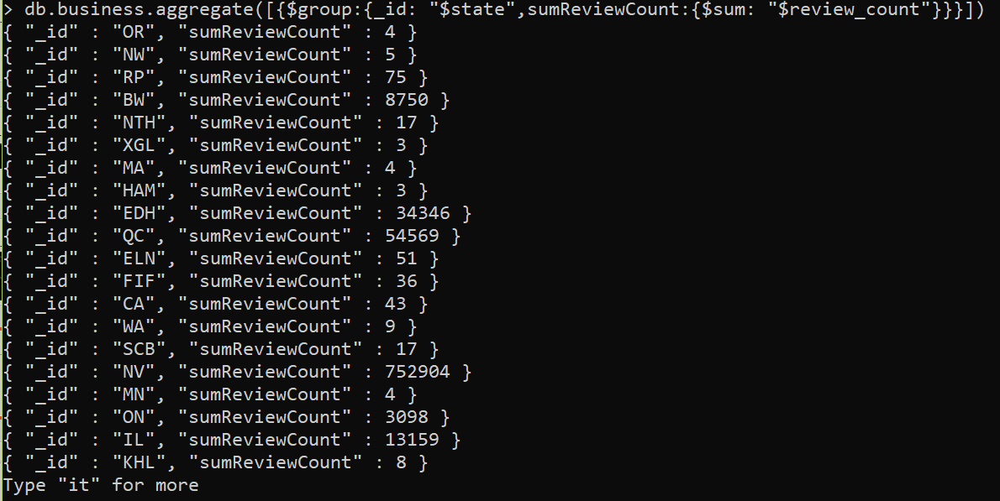 > db.business.aggregate([{$group:{_id: "$state",sumReviewCount:{$sum: "$review_count"}}}])
{ "_id" : "OR", "sumReviewCount" : 4 }
{ "_id" : "NW", "sumReviewCount" : 5 }
{ "_id" : "RP", "sumReviewCount" : 75 }
{ "_id" : "BW", "sumReviewCount" : 8750 }
{ "_id" : "NTH", "sumReviewCount" : 17 }
{ "_id" : "XGL", "sumReviewCount" : 3 }
{ "_id" : "MA", "sumReviewCount" : 4 }
{ "_id" : "HAM", "sumReviewCount" : 3 }
{ "_id" : "EDH", "sumReviewCount" : 34346 }
{ "_id" : "QC", "sumReviewCount" : 54569 }
{ "_id" : "ELN", "sumReviewCount" : 51 }
{ "_id" : "FIF", "sumReviewCount" : 36 }
{ "_id" : "CA", "sumReviewCount" : 43 }
{ "_id" : "WA", "sumReviewCount" : 9 }
{ "_id" : "SCB", "sumReviewCount" : 17 }
{ "_id" : "NV", "sumReviewCount" : 752904 }
{ "_id" : "MN", "sumReviewCount" : 4 }
{ "_id" : "ON", "sumReviewCount" : 3098 }
{ "_id" : "IL", "sumReviewCount" : 13159 }
{ "_id" : "KHL", "sumReviewCount" : 8 }
Type "it" for more